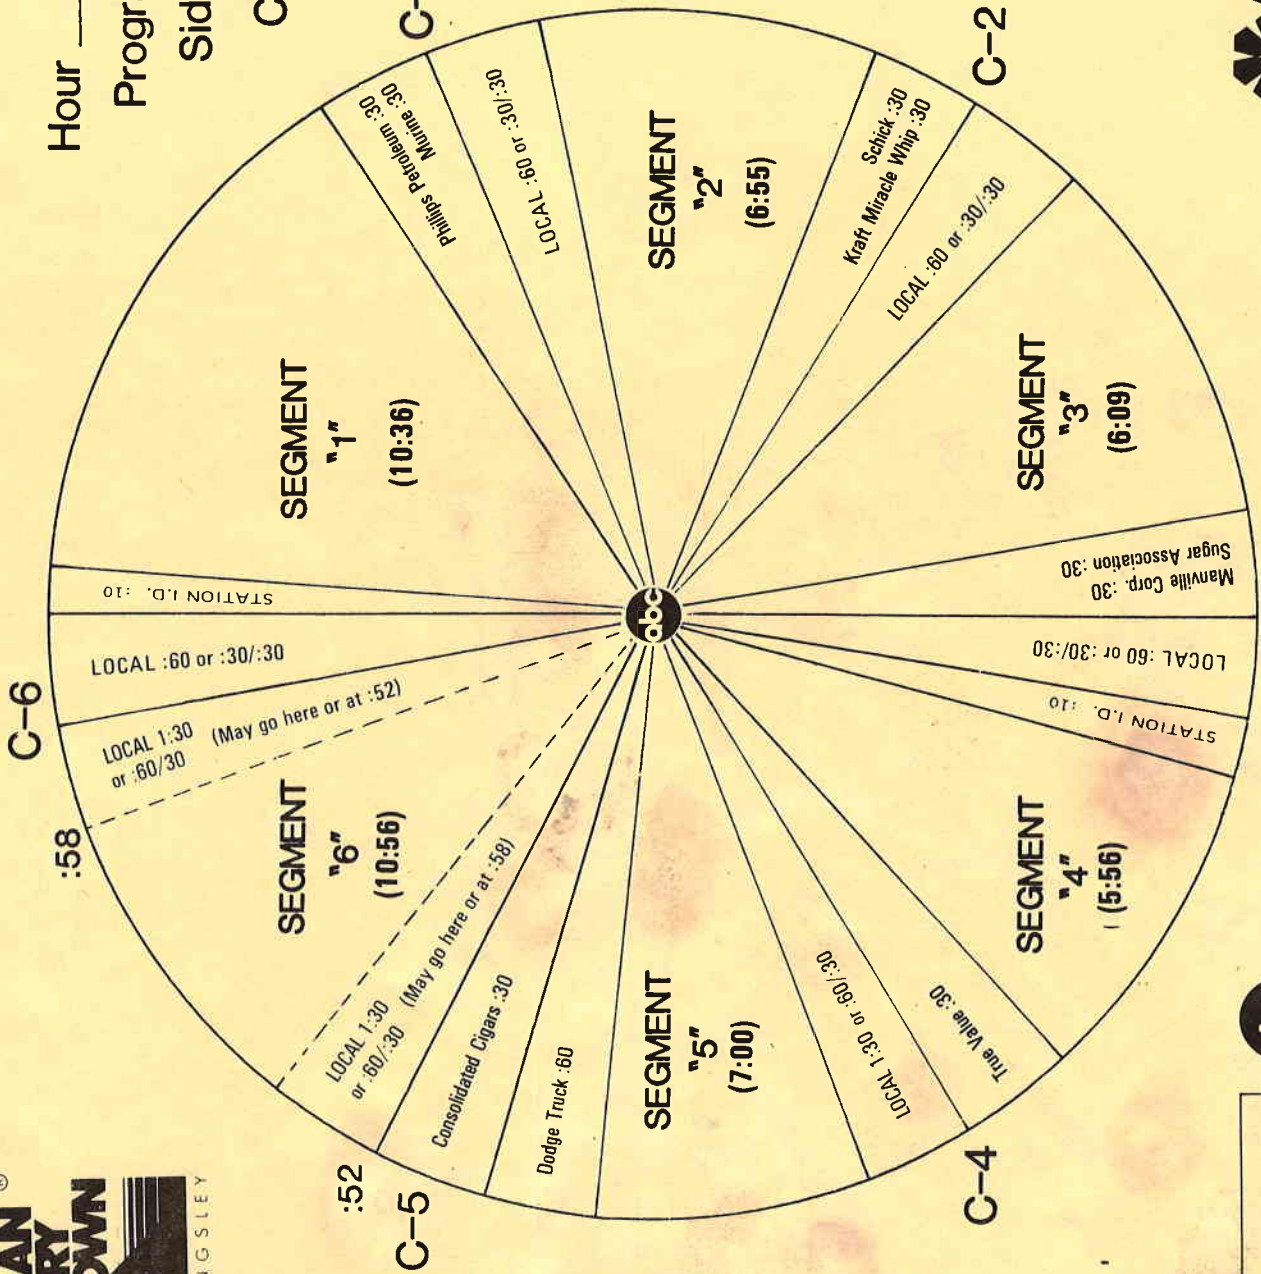 Hour
C-2
SEGMENT
"1"
(10:36)
Phillips Petroleum :30
Murine :30
LOCAL :60 or :30/:30
SEGMENT
"2"
(6:55)
Schick :30
Kraft Miracle Whip :30
LOCAL :60 or :30/:30
SEGMENT
"3"
(6:09)
Manville Corp. :30
Sugar Association :30
LOCAL :60 or :30/:30
STATION I.D. :10
SEGMENT
"4"
(5:56)
True Value :30
C-4
LOCAL 1:30 or :60/:30
SEGMENT
"5"
(7:00)
Dodge Truck :60
Consolidated Cigars :30
C-5
:52
LOCAL 1:30
or :60/:30 (May go here or at :58)
SEGMENT
"6"
(10:56)
:58
LOCAL 1:30
or :60/30 (May go here or at :52)
C-6
LOCAL :60 or :30/:30
STATION I.D. :10
abc